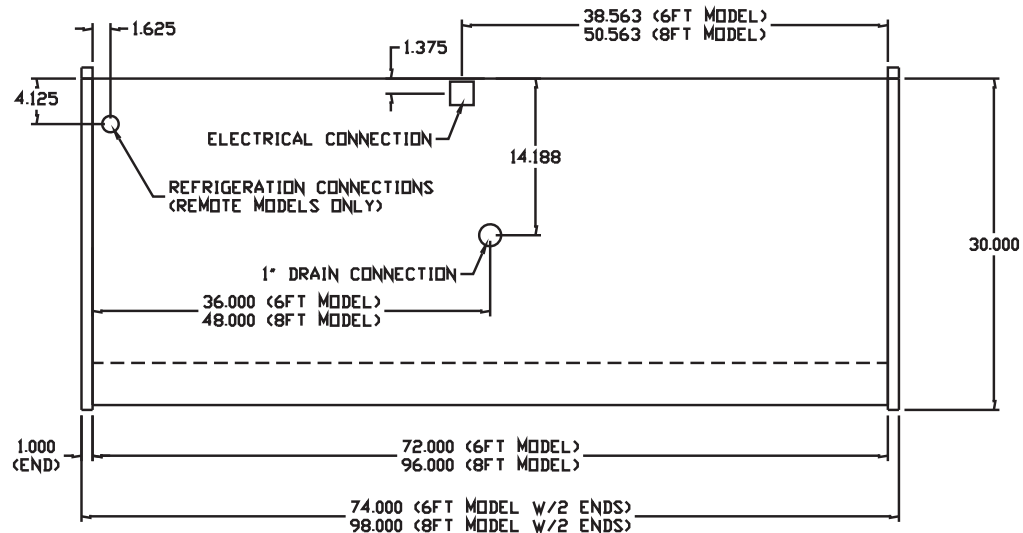 38.563 (6FT MODEL)
50.563 (8FT MODEL)
1.625
1.375
4.125
ELECTRICAL CONNECTION
14.188
REFRIGERATION CONNECTIONS
(REMOTE MODELS ONLY)
30.000
1" DRAIN CONNECTION
36.000 (6FT MODEL)
48.000 (8FT MODEL)
1.000
(END)
72.000 (6FT MODEL)
96.000 (8FT MODEL)
74.000 (6FT MODEL W/2 ENDS)
98.000 (8FT MODEL W/2 ENDS)